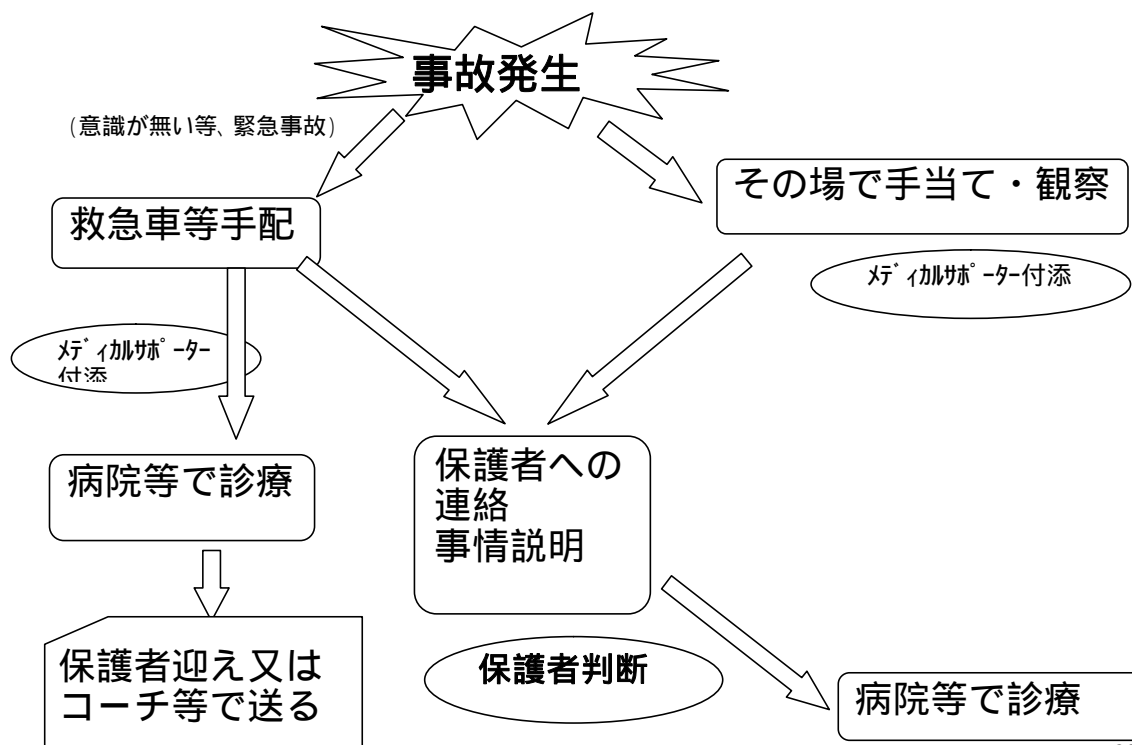 事故発生
(意識が無い等、緊急事故)
その場で手当て・観察
救急車等手配
ﾒﾃﾞｨｶﾙｻﾎﾟｰﾀｰ付添
ﾒﾃﾞｨｶﾙｻﾎﾟｰﾀｰ
付添
保護者への
連絡
事情説明
病院等で診療
保護者迎え又は
コーチ等で送る
保護者判断
病院等で診療